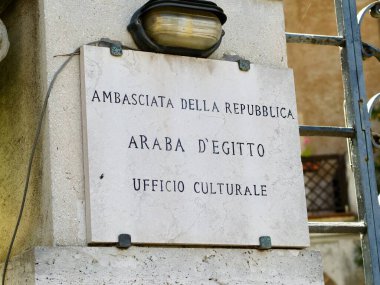 AMBASCIATA DELLA REPUBBLICA
ARABA D'EGITTO
UFFICIO CULTURALE